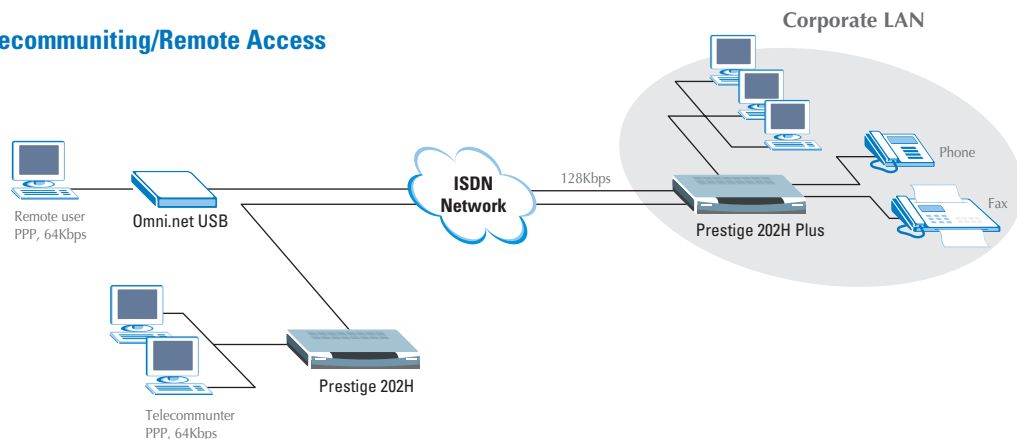 ecommuniting/Remote Access
Corporate LAN
Phone
Fax
Prestige 202H Plus
128Kbps
ISDN
Network
Omni.net USB
Remote user
PPP, 64Kbps
Prestige 202H
Telecommunter
PPP, 64Kbps